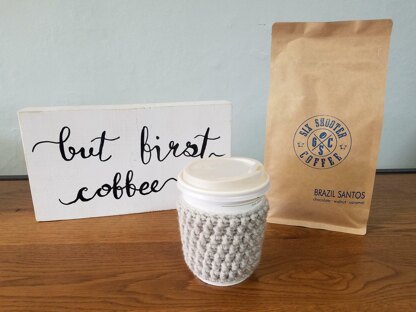 but first
coffee
SIX SHOOTER
G C
S
COFFEE
BRAZIL SANTOS
chocolate walnut caramel